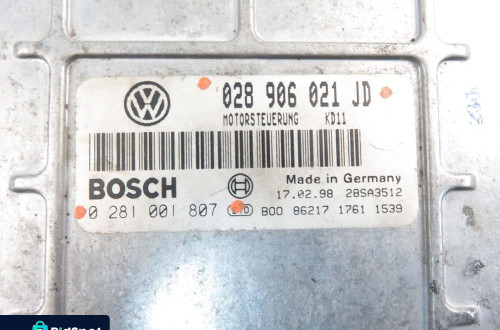 028 906 021 JD
MOTORSTEUERUNG KD11
BOSCH
Made in Germany
17.02.98 28SA3512
0 281 001 807 B00 86217 1761 1539
BidSpot